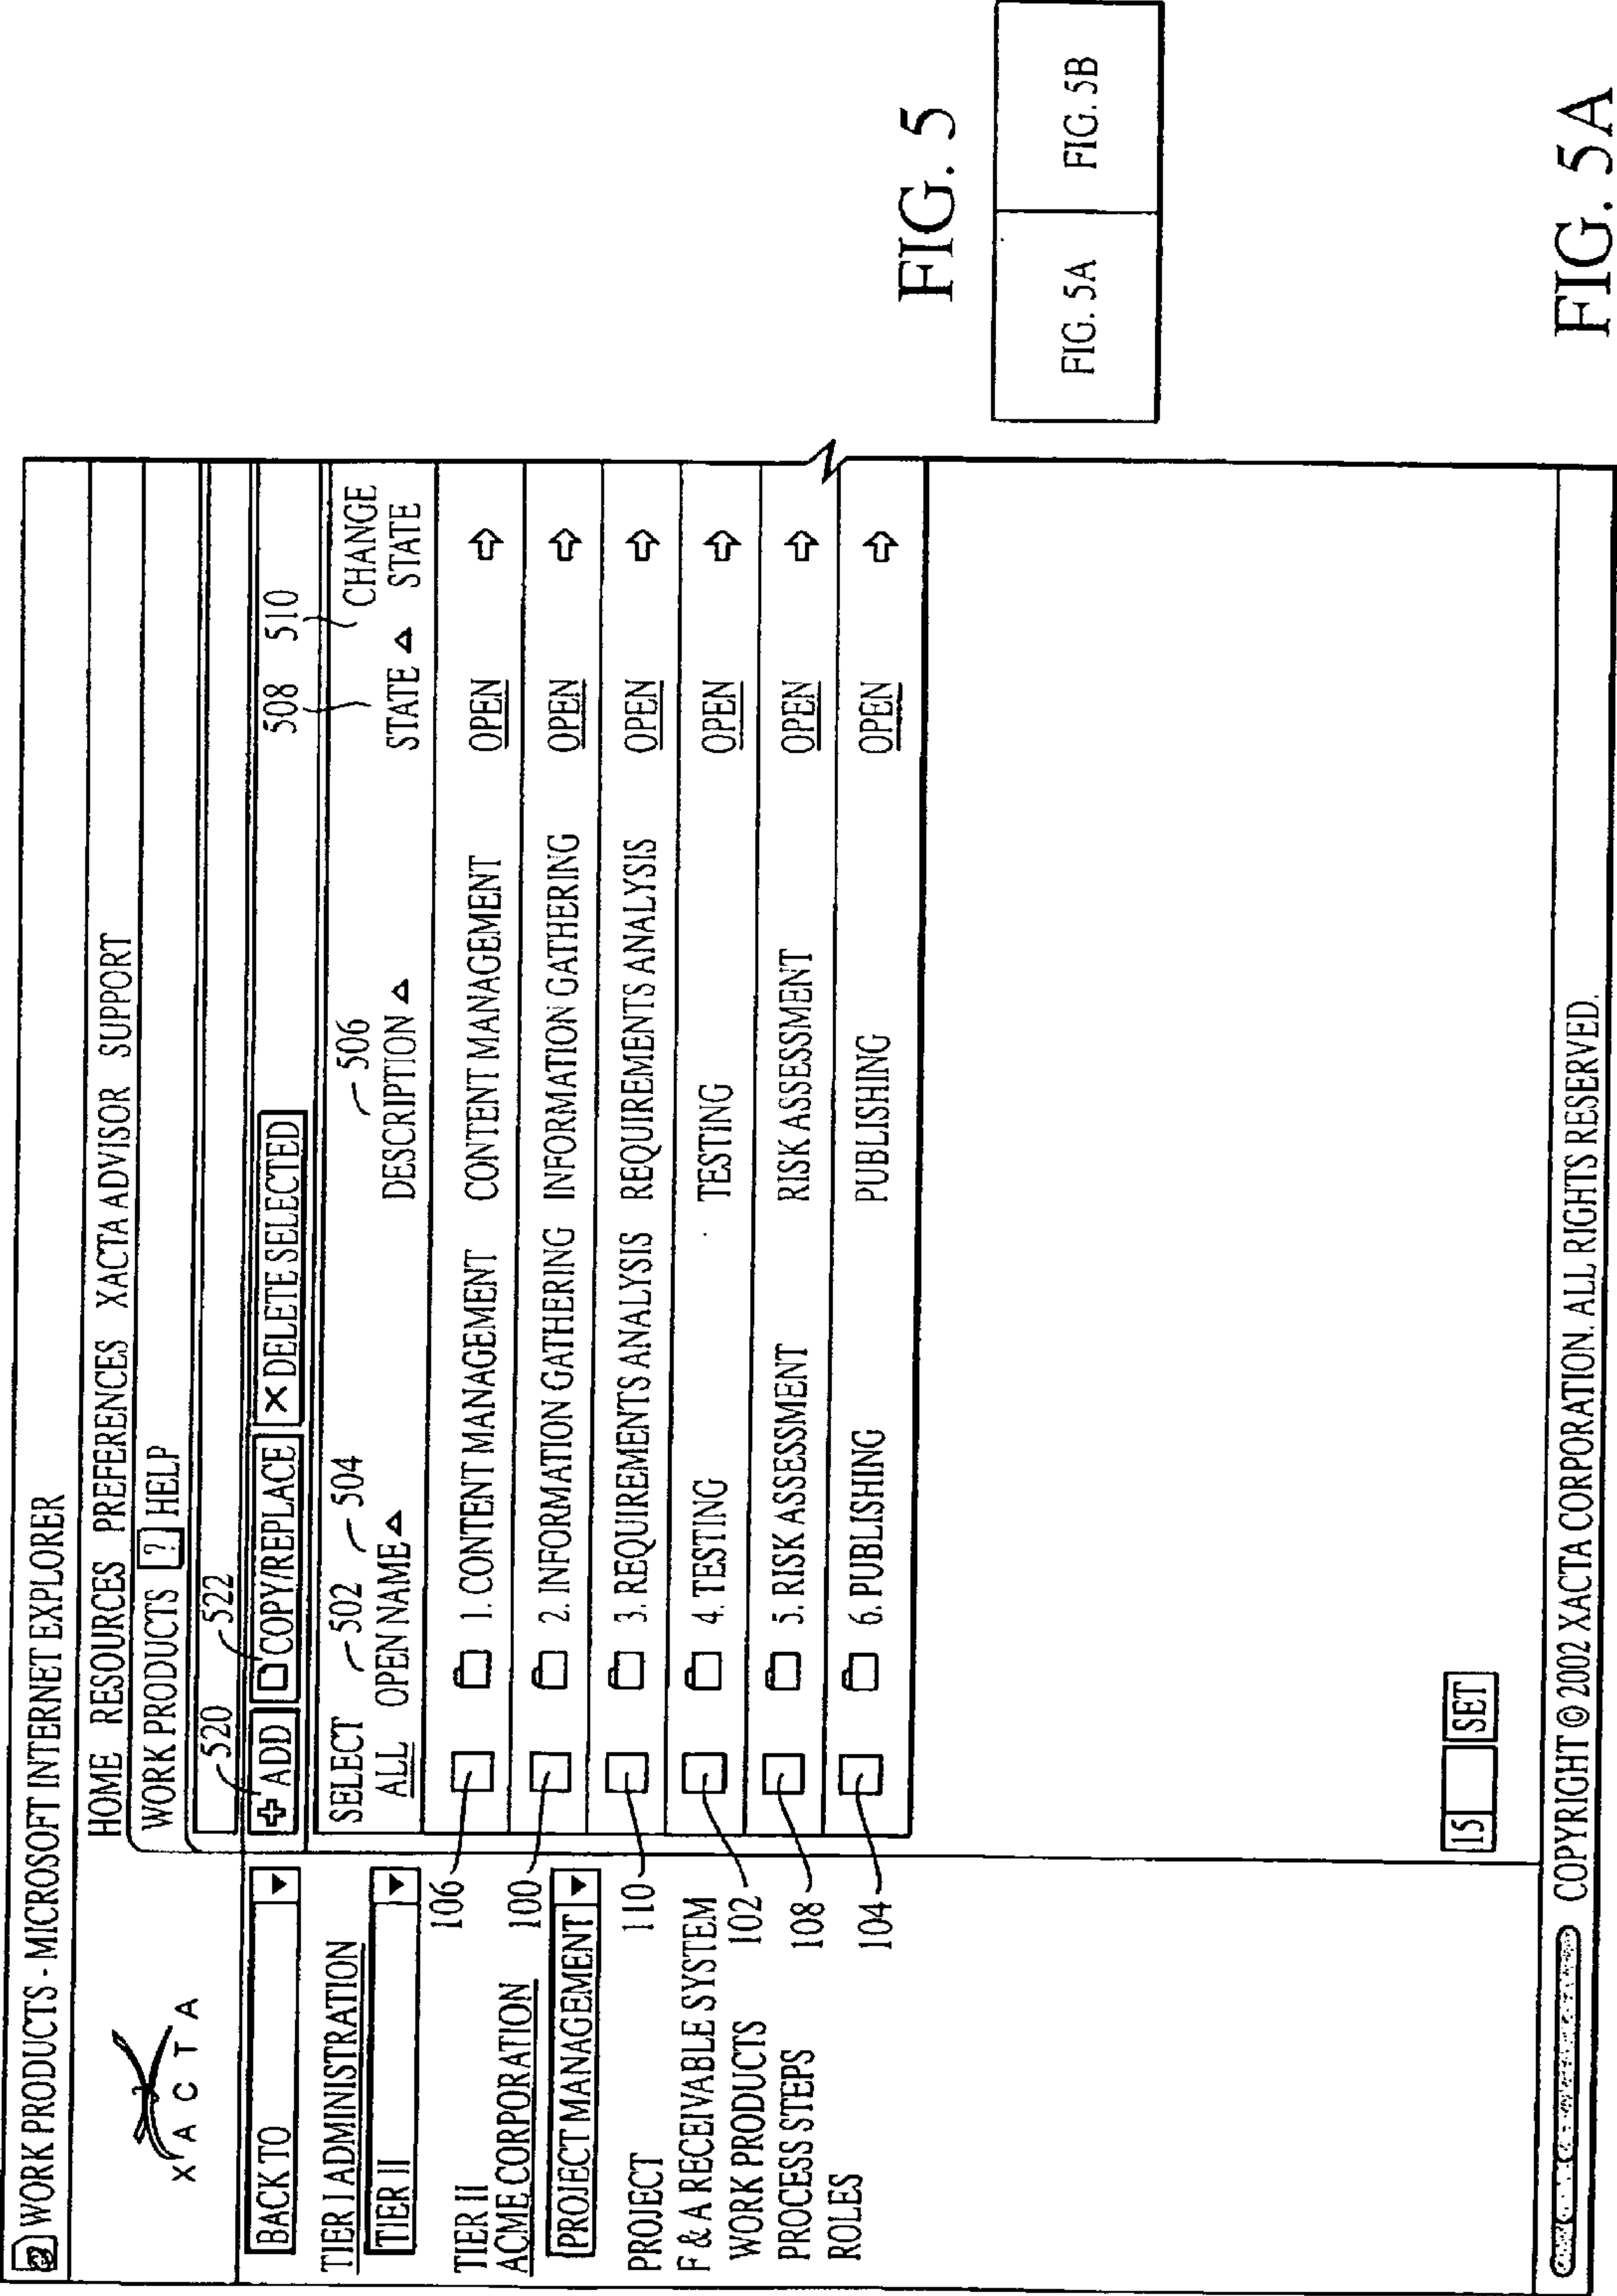 WORK PRODUCTS - MICROSOFT INTERNET EXPLORER
XACTA
HOME RESOURCES PREFERENCES XACTA ADVISOR SUPPORT
WORK PRODUCTS ? HELP
520 522
BACK TO
ADD COPY/REPLACE X DELETE SELECTED
508 510
TIER I ADMINISTRATION
TIER II
SELECT 502 504 506 CHANGE
ALL OPEN NAME DESCRIPTION STATE STATE
106 1. CONTENT MANAGEMENT CONTENT MANAGEMENT OPEN
100 2. INFORMATION GATHERING INFORMATION GATHERING OPEN
110 3. REQUIREMENTS ANALYSIS REQUIREMENTS ANALYSIS OPEN
102 4. TESTING TESTING OPEN
108 5. RISK ASSESSMENT RISK ASSESSMENT OPEN
104 6. PUBLISHING PUBLISHING OPEN
TIER II
ACME CORPORATION
PROJECT MANAGEMENT
PROJECT
F & A RECEIVABLE SYSTEM
WORK PRODUCTS
PROCESS STEPS
ROLES
15 SET
COPYRIGHT © 2002 XACTA CORPORATION. ALL RIGHTS RESERVED.
FIG. 5
FIG. 5A FIG. 5B
FIG. 5A